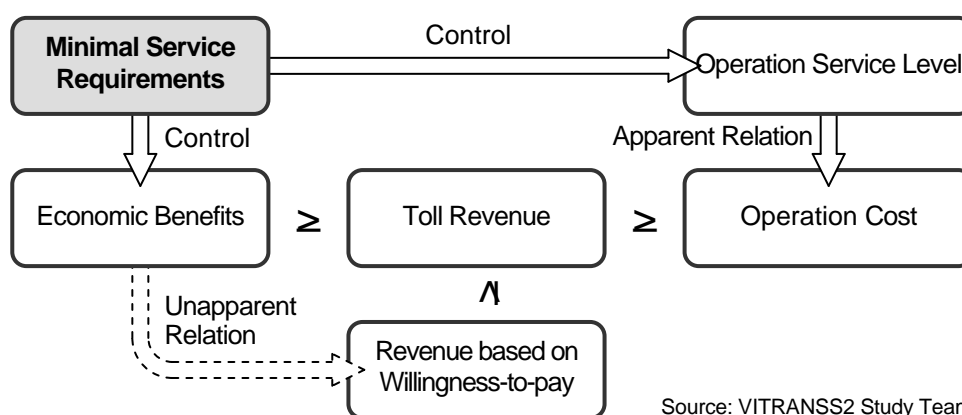 Minimal Service
Requirements
Control
Operation Service Level
Control
Apparent Relation
Economic Benefits
≥
Toll Revenue
≥
Operation Cost
Unapparent
Relation
Revenue based on
Willingness-to-pay
Source: VITRANSS2 Study Team